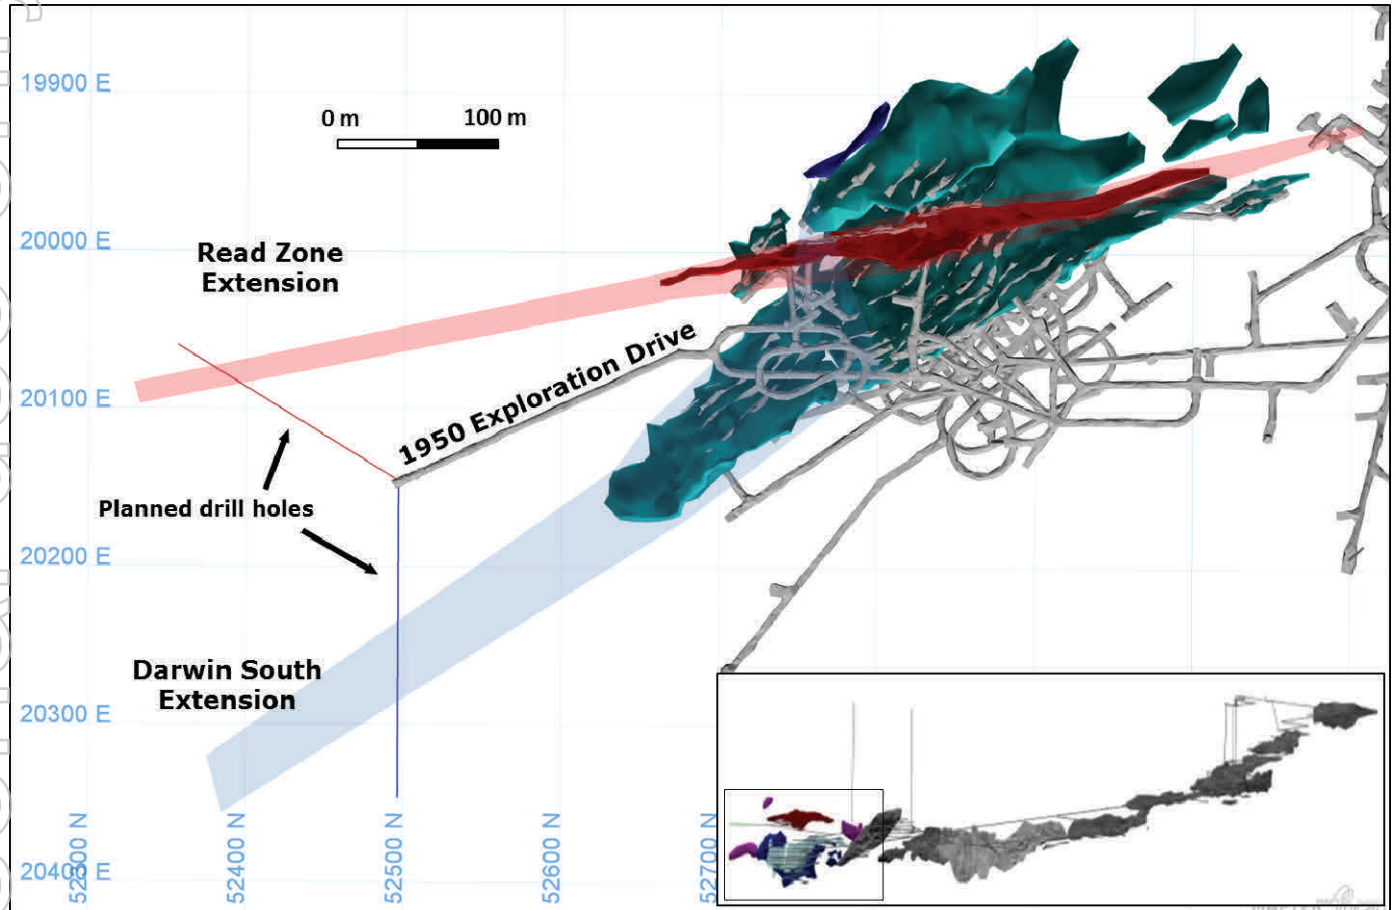 19900 E
0 m 100 m
20000 E
Read Zone
Extension
1950 Exploration Drive
20100 E
Planned drill holes
20200 E
Darwin South
Extension
20300 E
20400 E
52300 N
52400 N
52500 N
52600 N
52700 N